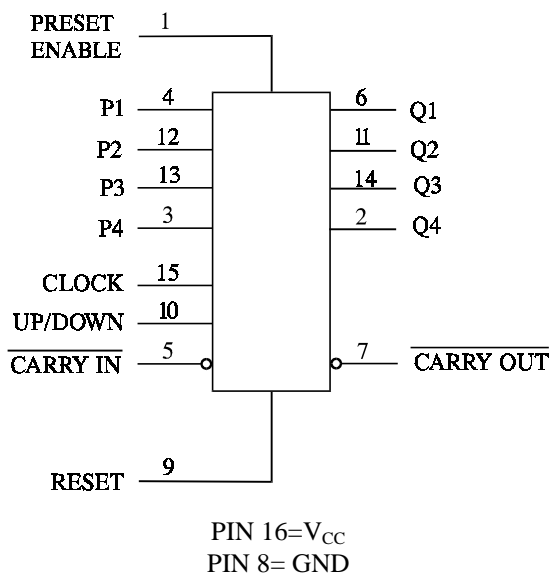 PRESET
ENABLE
1
P1 4 6 Q1
P2 12 11 Q2
P3 13 14 Q3
P4 3 2 Q4
CLOCK 15
UP/DOWN 10
CARRY IN 5 7 CARRY OUT
RESET 9
PIN 16=VCC
PIN 8= GND